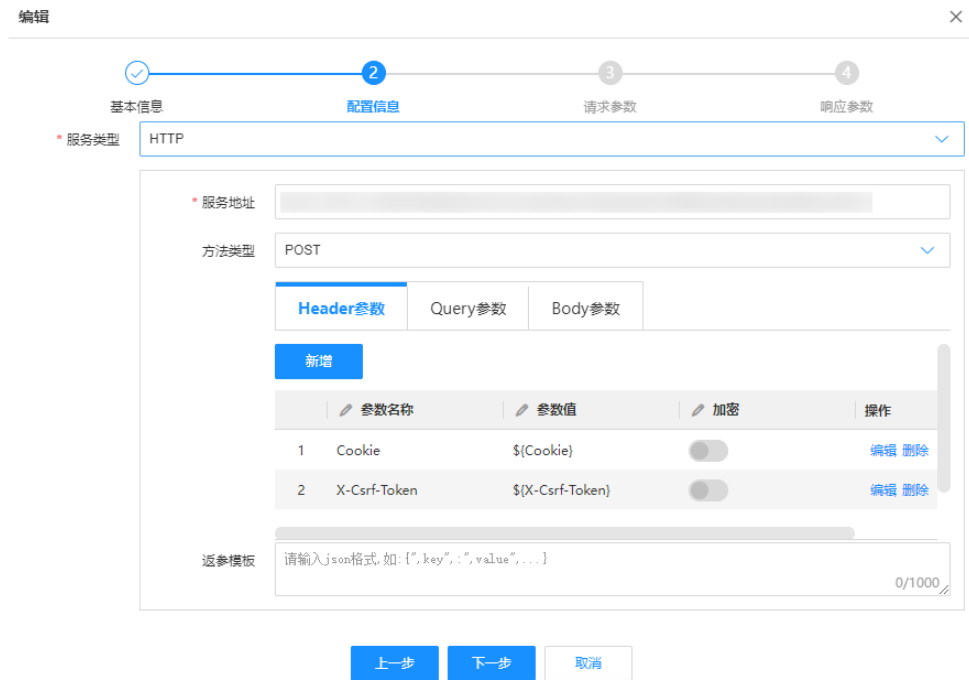 编辑
2 3 4
基本信息 配置信息 请求参数 响应参数
* 服务类型 HTTP
* 服务地址
方法类型 POST
Header参数 Query参数 Body参数
新增
参数名称 参数值 加密 操作
1 Cookie ${Cookie} 编辑 删除
2 X-Csrf-Token ${X-Csrf-Token} 编辑 删除
返参模板 请输入json格式,如:{",key",:",value",...}
0/1000
上一步 下一步 取消